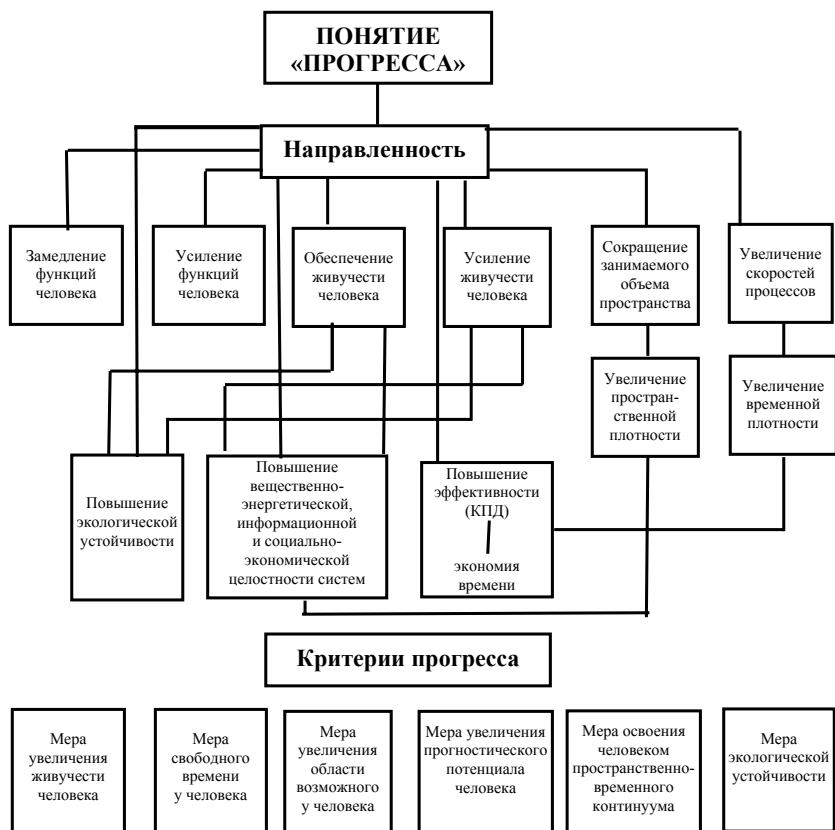 ПОНЯТИЕ
«ПРОГРЕССА»
Направленность
Замедление
функций
человека
Усиление
функций
человека
Обеспечение
живучести
человека
Усиление
живучести
человека
Сокращение
занимаемого
объема
пространства
Увеличение
скоростей
процессов
Увеличение
простран-
ственной
плотности
Увеличение
временной
плотности
Повышение
экологической
устойчивости
Повышение
вещественно-
энергетической,
информационной
и социально-
экономической
целостности систем
Повышение
эффективности
(КПД)
экономия
времени
Критерии прогресса
Мера
увеличения
живучести
человека
Мера
свободного
времени
у человека
Мера
увеличения
области
возможного
у человека
Мера увеличения
прогностического
потенциала
человека
Мера освоения
человеком
пространственно-
временного
континуума
Мера
экологической
устойчивости